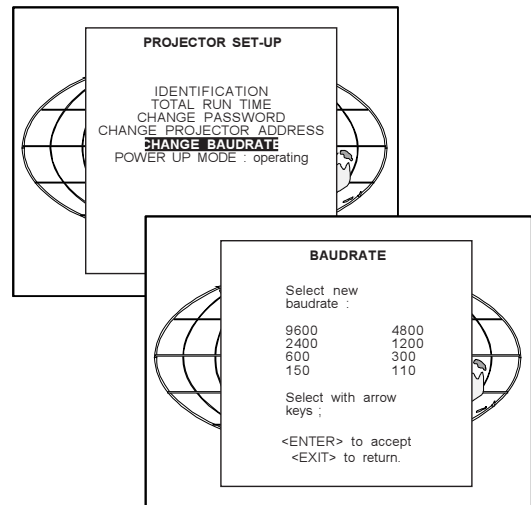 PROJECTOR SET-UP
IDENTIFICATION
TOTAL RUN TIME
CHANGE PASSWORD
CHANGE PROJECTOR ADDRESS
CHANGE BAUDRATE
POWER UP MODE : operating
BAUDRATE
Select new
baudrate :
9600 4800
2400 1200
600 300
150 110
Select with arrow
keys ;
<ENTER> to accept
<EXIT> to return.